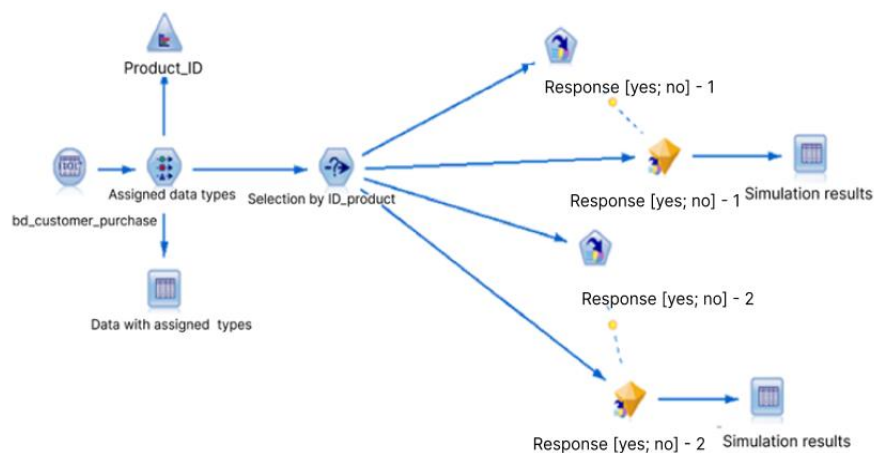 Product_ID
Response [yes; no] - 1
Assigned data types
Selection by ID_product
Response [yes; no] - 1
Simulation results
bd_customer_purchase
Data with assigned types
Response [yes; no] - 2
Response [yes; no] - 2
Simulation results